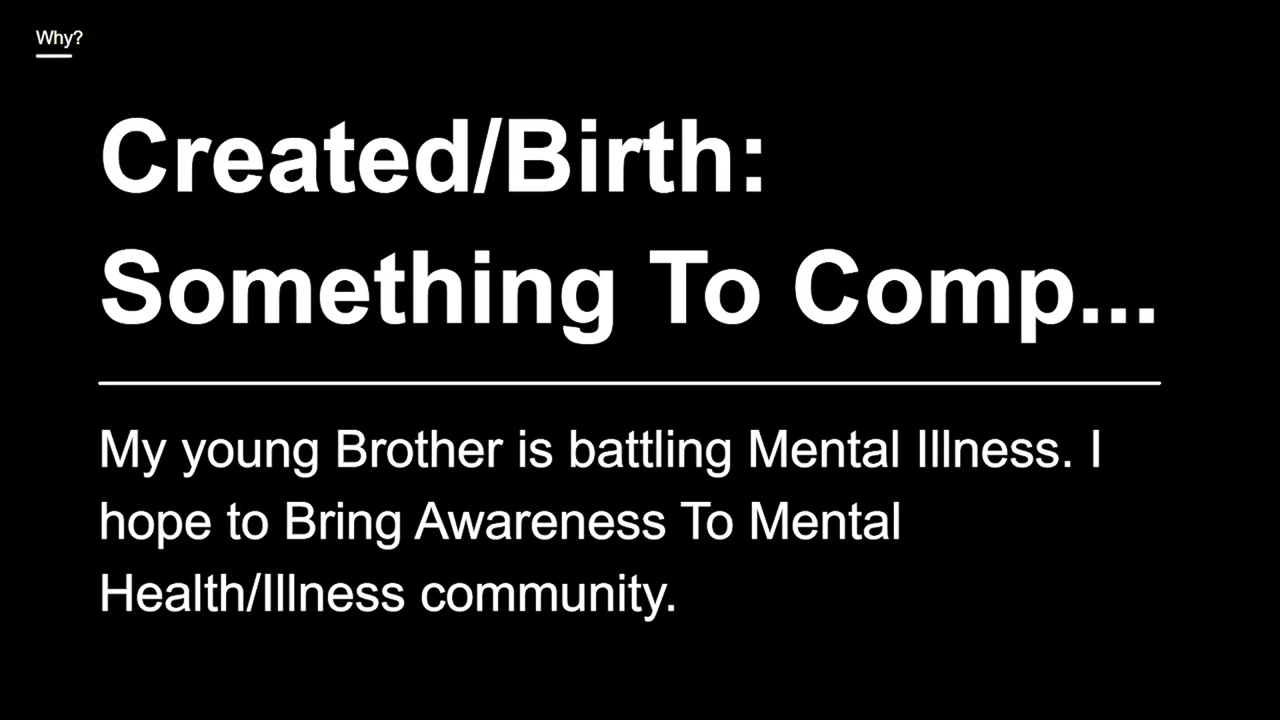 Why?
Created/Birth:
Something To Comp...
My young Brother is battling Mental Illness. I
hope to Bring Awareness To Mental
Health/Illness community.